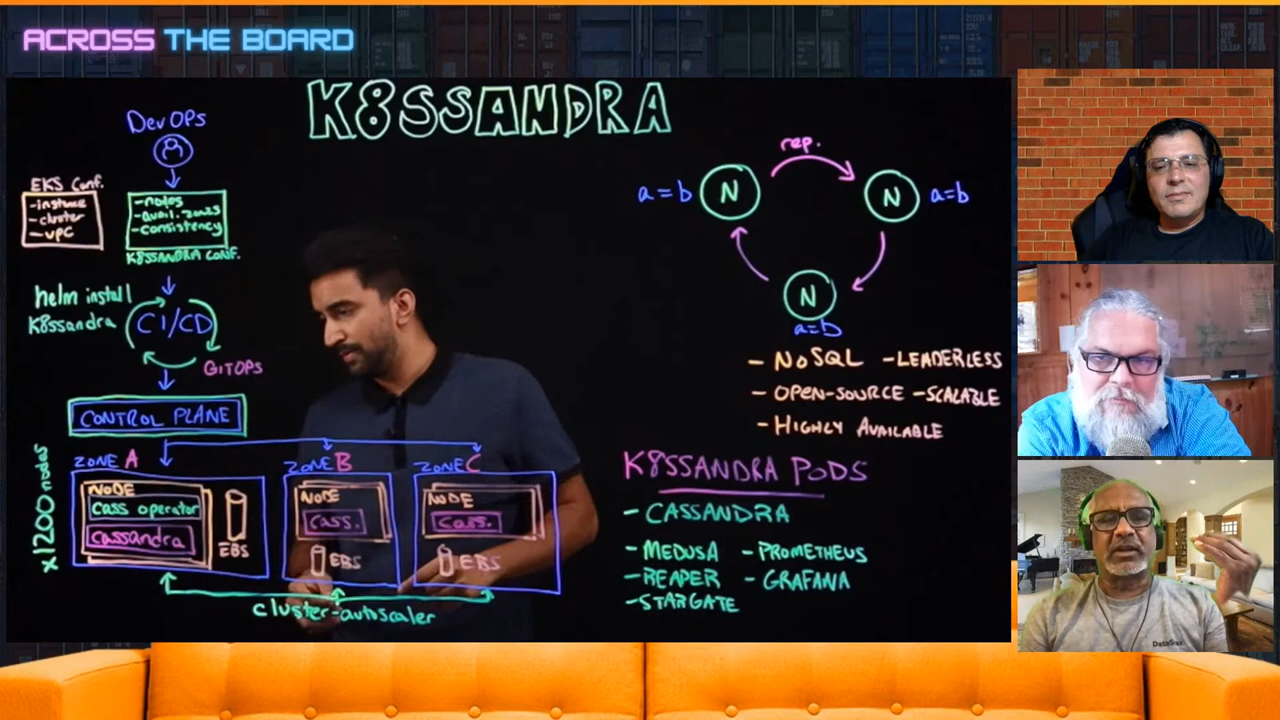 ACROSS THE BOARD
K8SSANDRA
DevOPs
EKS Conf.
-instance
-cluster
-VPC
-nodes
-avail. zones
-consistency
K8SSANDRA CONF.
helm install
K8ssandra
CI/CD
GITOPS
CONTROL PLANE
x1200 nodes
ZONE A
NODE
Cass operator
cassandra
EBS
ZONE B
NODE
Cass.
EBS
ZONE C
NODE
Cass.
EBS
cluster-autoscaler
rep.
a=b
N
N
a=b
N
a=b
- NOSQL -LEADERLESS
- OPEN-SOURCE -SCALABLE
- HIGHLY AVAILABLE
K8SSANDRA PODS
- CASSANDRA
- MEDUSA - PROMETHEUS
- REAPER - GRAFANA
- STARGATE
DataStax